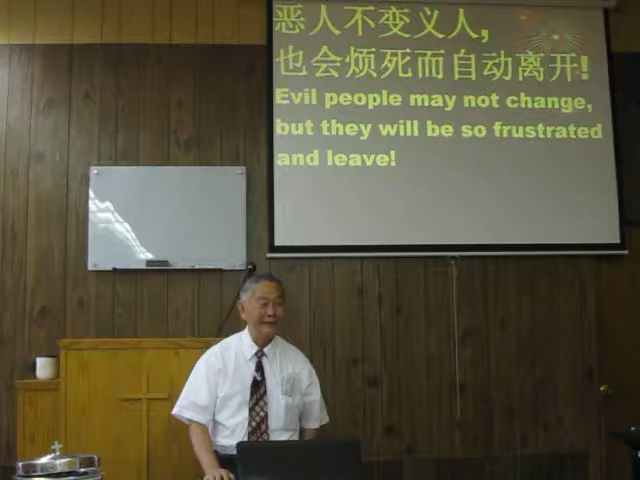 恶人不变义人,
也会烦死而自动离开!
Evil people may not change,
but they will be so frustrated
and leave!